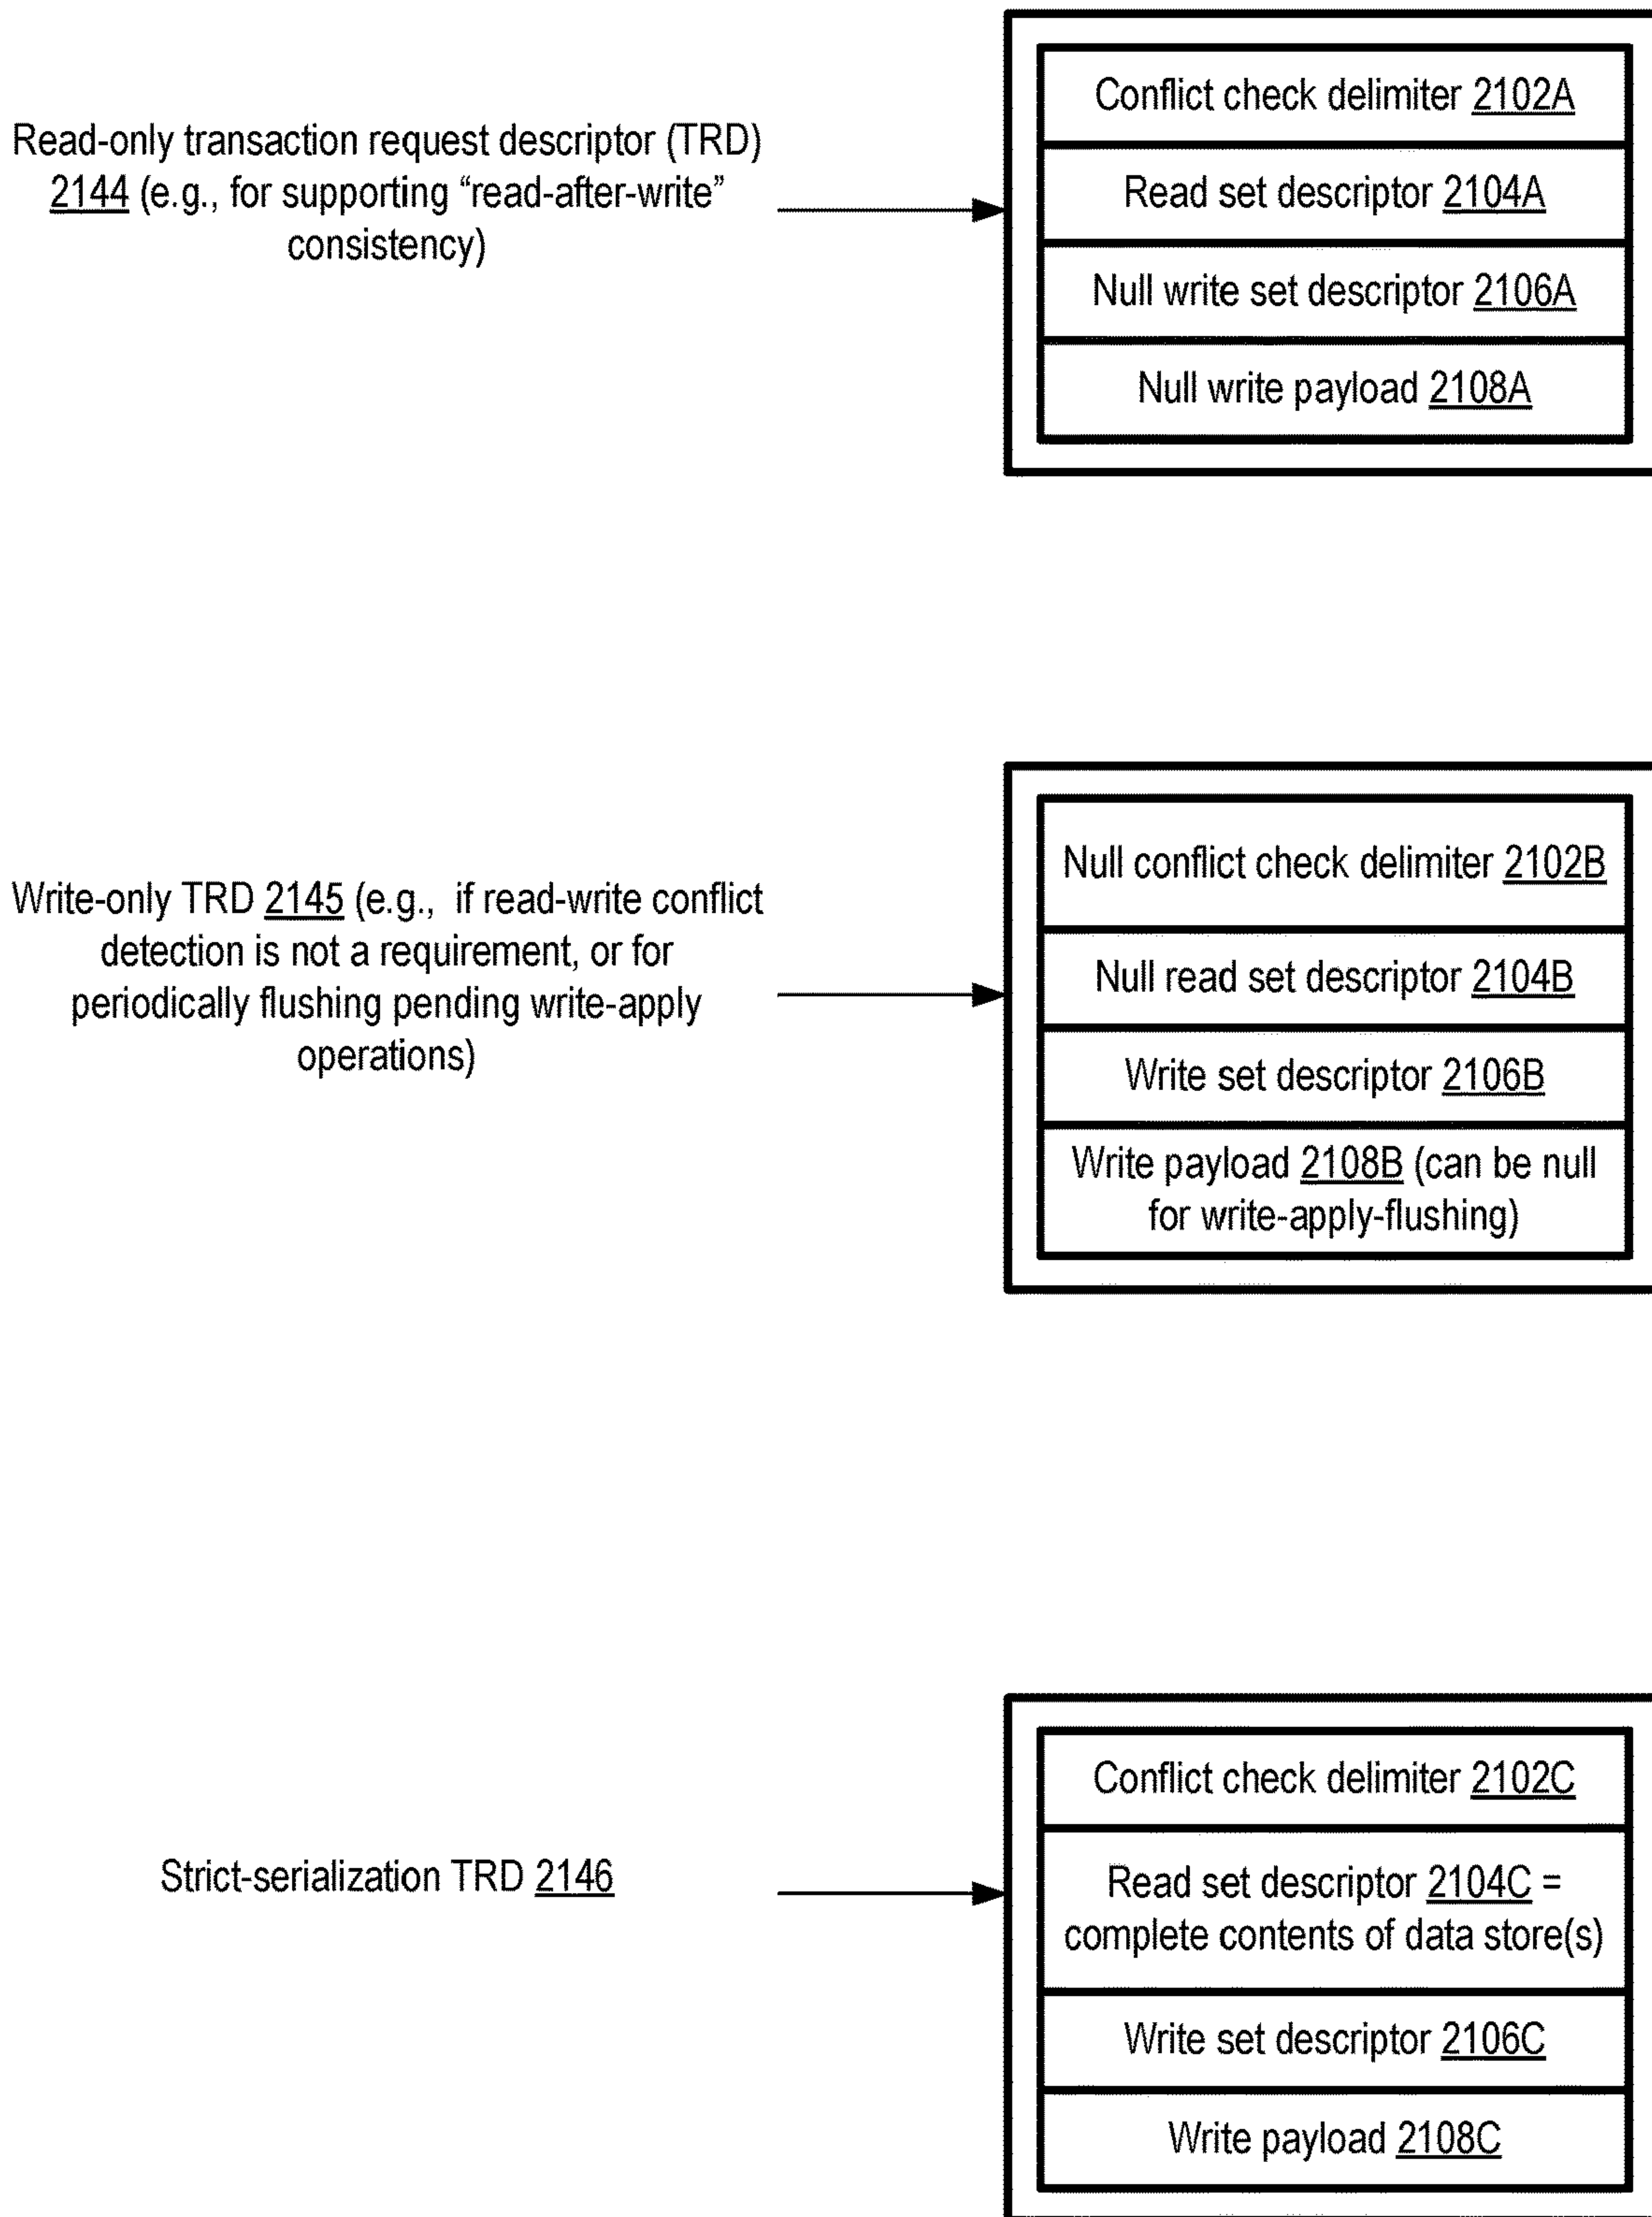 Read-only transaction request descriptor (TRD)
2144 (e.g., for supporting “read-after-write”
consistency)
Conflict check delimiter 2102A
Read set descriptor 2104A
Null write set descriptor 2106A
Null write payload 2108A
Write-only TRD 2145 (e.g., if read-write conflict
detection is not a requirement, or for
periodically flushing pending write-apply
operations)
Null conflict check delimiter 2102B
Null read set descriptor 2104B
Write set descriptor 2106B
Write payload 2108B (can be null
for write-apply-flushing)
Strict-serialization TRD 2146
Conflict check delimiter 2102C
Read set descriptor 2104C =
complete contents of data store(s)
Write set descriptor 2106C
Write payload 2108C